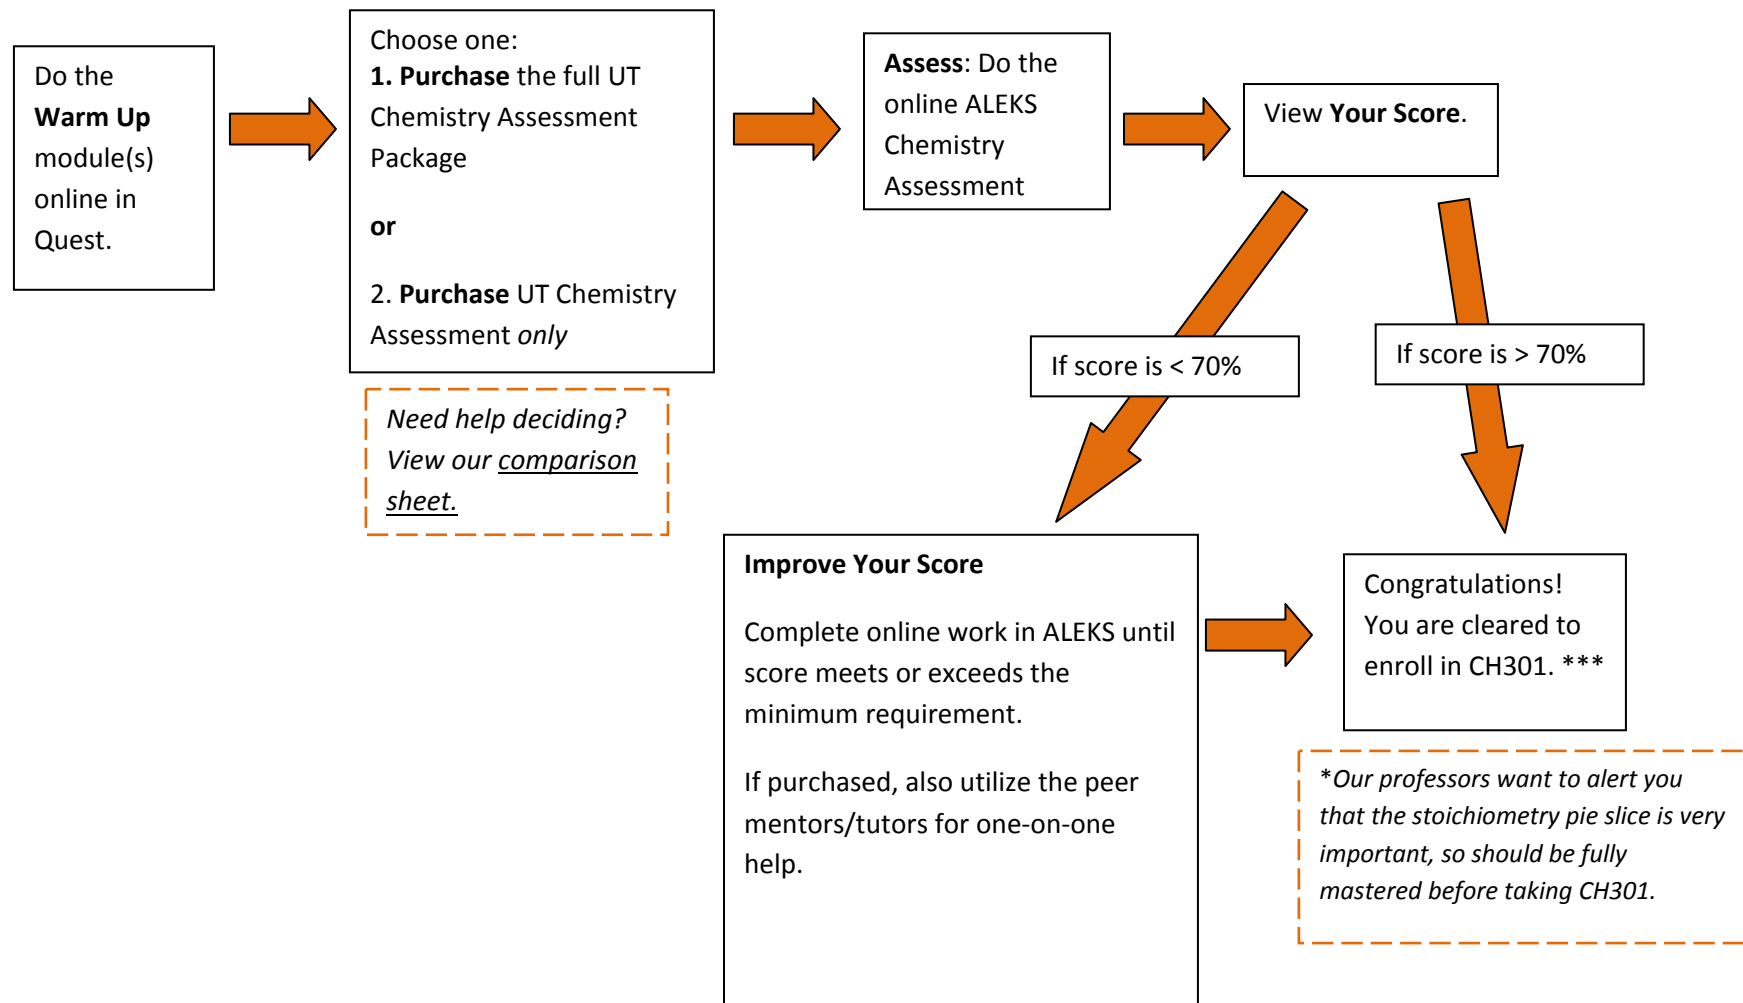 Do the
Warm Up
module(s)
online in
Quest.
Choose one:
1. Purchase the full UT
Chemistry Assessment
Package
or
2. Purchase UT Chemistry
Assessment only
Need help deciding?
View our comparison
sheet.
Assess: Do the
online ALEKS
Chemistry
Assessment
View Your Score.
If score is < 70%
If score is > 70%
Improve Your Score
Complete online work in ALEKS until
score meets or exceeds the
minimum requirement.
If purchased, also utilize the peer
mentors/tutors for one-on-one
help.
Congratulations!
You are cleared to
enroll in CH301. ***
*Our professors want to alert you
that the stoichiometry pie slice is very
important, so should be fully
mastered before taking CH301.